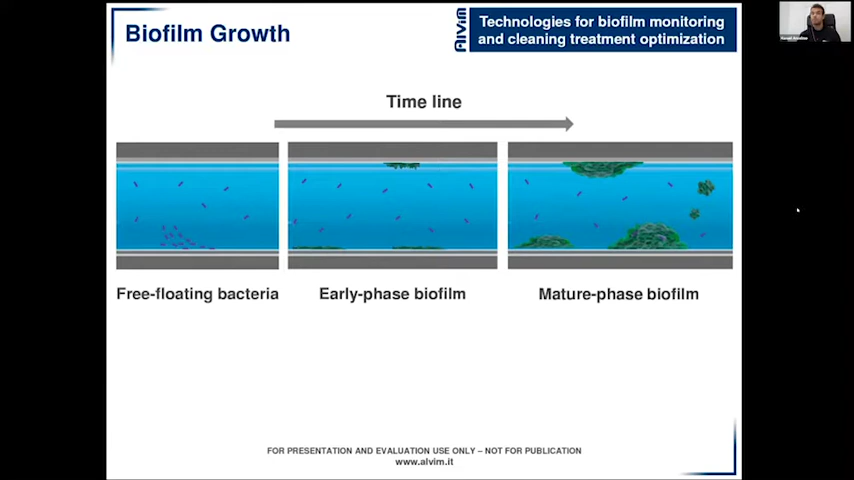 Biofilm Growth
Alvim
Technologies for biofilm monitoring
and cleaning treatment optimization
Time line
Free-floating bacteria
Early-phase biofilm
Mature-phase biofilm
FOR PRESENTATION AND EVALUATION USE ONLY – NOT FOR PUBLICATION
www.alvim.it